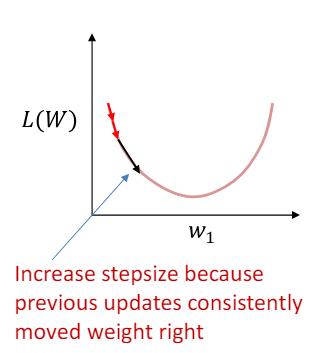 L(W)
w₁
Increase stepsize because
previous updates consistently
moved weight right